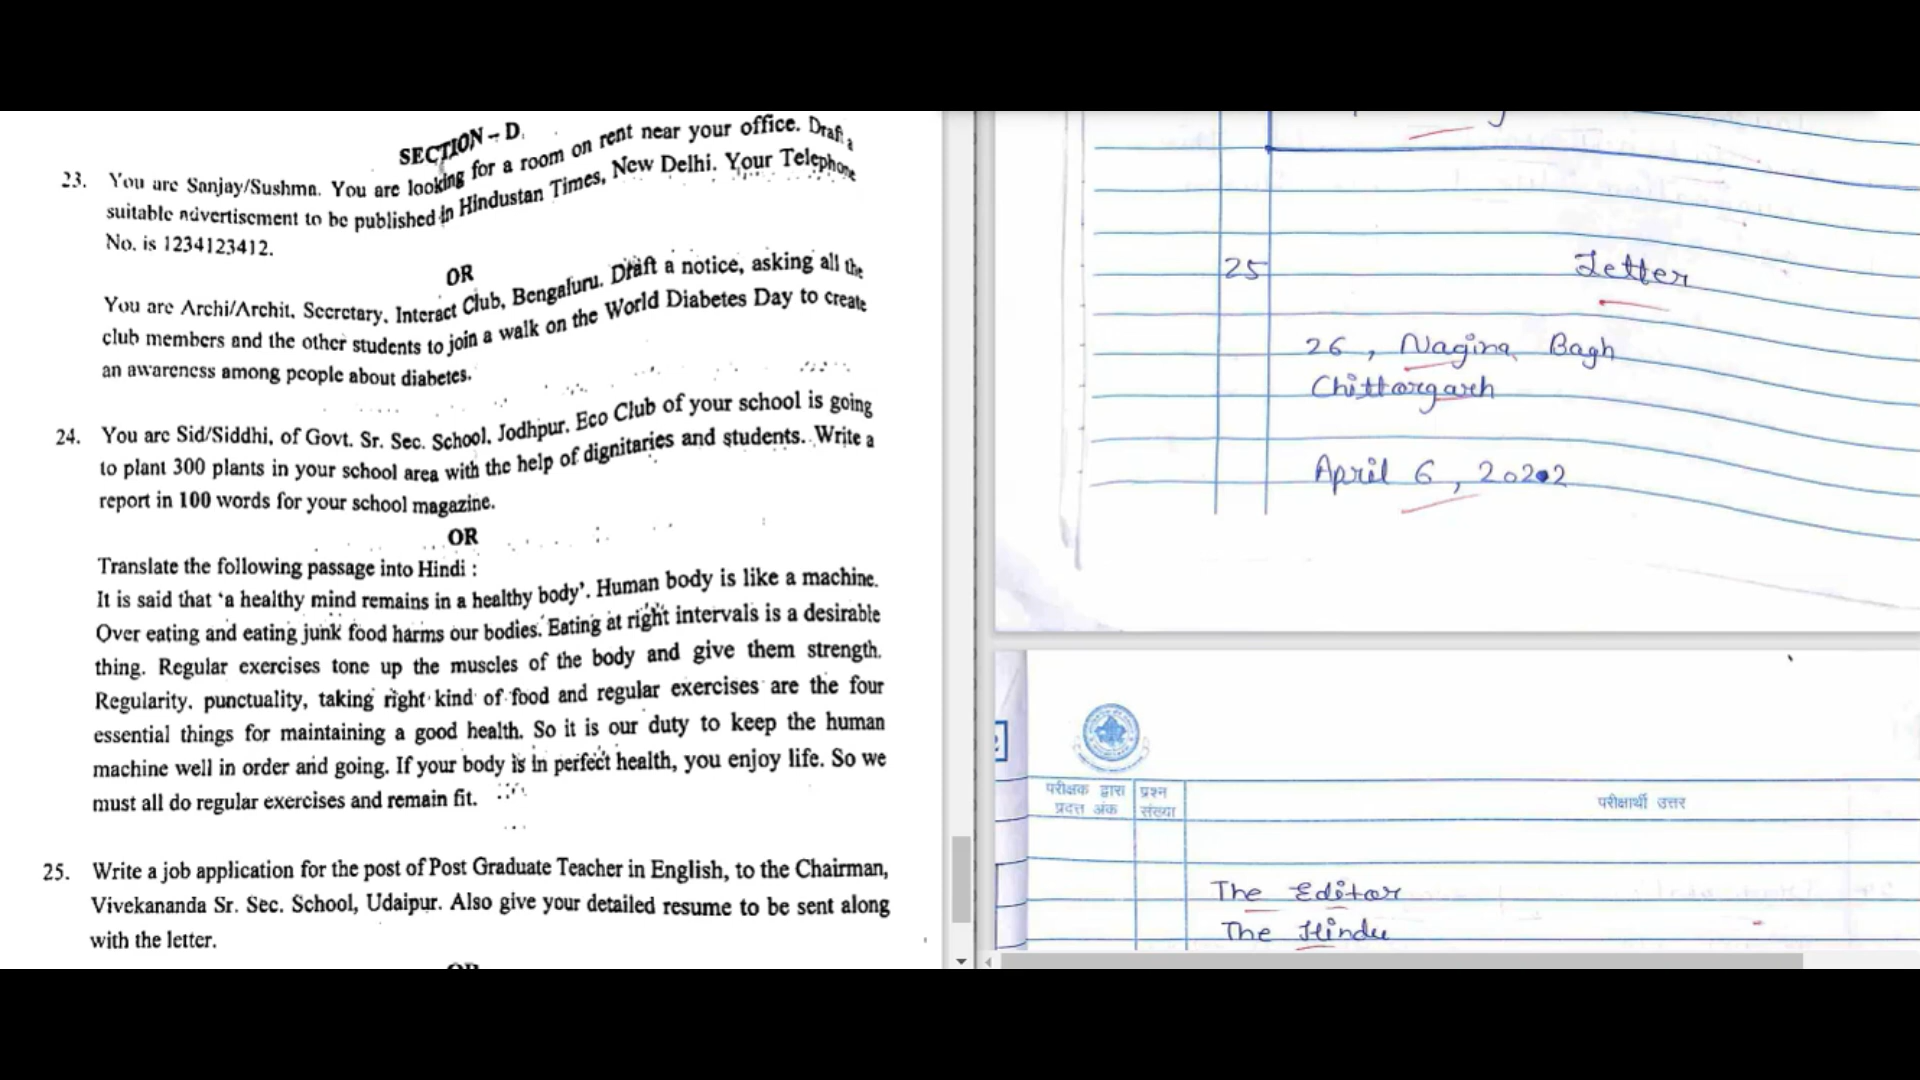 SECTION – D
23. You are Sanjay/Sushma. You are looking for a room on rent near your office. Draft a
suitable advertisement to be published in Hindustan Times, New Delhi. Your Telephone
No. is 1234123412.
OR
You are Archi/Archit, Secretary, Interact Club, Bengaluru. Draft a notice, asking all the
club members and the other students to join a walk on the World Diabetes Day to create
an awareness among people about diabetes.
24. You are Sid/Siddhi, of Govt. Sr. Sec. School, Jodhpur. Eco Club of your school is going
to plant 300 plants in your school area with the help of dignitaries and students. Write a
report in 100 words for your school magazine.
OR
Translate the following passage into Hindi :
It is said that ‘a healthy mind remains in a healthy body’. Human body is like a machine.
Over eating and eating junk food harms our bodies. Eating at right intervals is a desirable
thing. Regular exercises tone up the muscles of the body and give them strength.
Regularity, punctuality, taking right kind of food and regular exercises are the four
essential things for maintaining a good health. So it is our duty to keep the human
machine well in order and going. If your body is in perfect health, you enjoy life. So we
must all do regular exercises and remain fit.
25. Write a job application for the post of Post Graduate Teacher in English, to the Chairman,
Vivekananda Sr. Sec. School, Udaipur. Also give your detailed resume to be sent along
with the letter.
OR
25 Letter
26, Nagina Bagh
Chittorgarh
April 6, 2022
परीक्षक द्वारा प्रश्न
प्रदत्त अंक संख्या
परीक्षार्थी उत्तर
The Editor
The Hindu